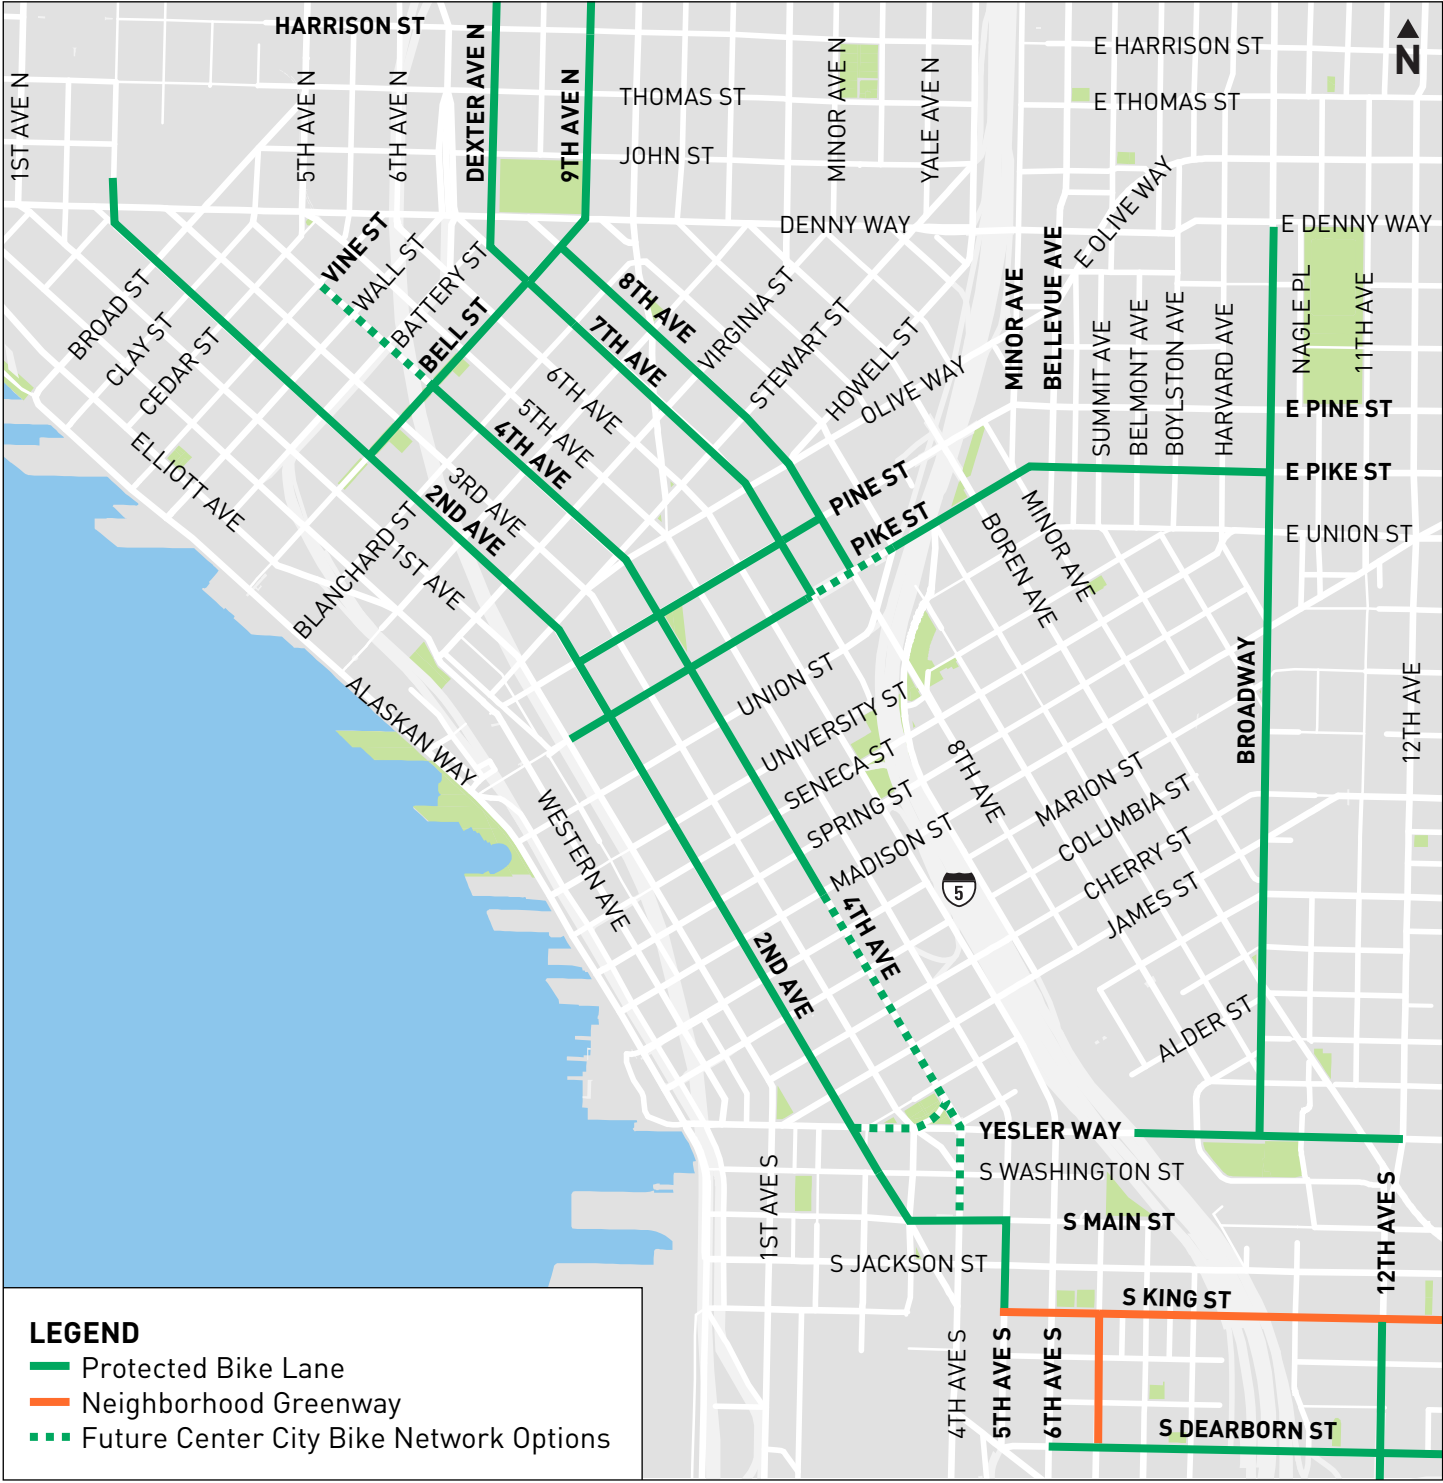 HARRISON ST
DEXTER AVE N
9TH AVE N
1ST AVE N
5TH AVE N
6TH AVE N
THOMAS ST
JOHN ST
MINOR AVE N
YALE AVE N
E HARRISON ST
E THOMAS ST
N
DENNY WAY
E OLIVE WAY
E DENNY WAY
VINE ST
WALL ST
BATTERY ST
BELL ST
BROAD ST
CLAY ST
CEDAR ST
8TH AVE
7TH AVE
VIRGINIA ST
STEWART ST
HOWELL ST
OLIVE WAY
MINOR AVE
BELLEVUE AVE
SUMMIT AVE
BELMONT AVE
BOYLSTON AVE
HARVARD AVE
NAGLE PL
11TH AVE
E PINE ST
E PIKE ST
E UNION ST
6TH AVE
5TH AVE
4TH AVE
3RD AVE
2ND AVE
1ST AVE
ELLIOTT AVE
BLANCHARD ST
PINE ST
PIKE ST
MINOR AVE
BOREN AVE
ALASKAN WAY
WESTERN AVE
UNION ST
UNIVERSITY ST
SENECA ST
SPRING ST
MADISON ST
8TH AVE
MARION ST
COLUMBIA ST
CHERRY ST
JAMES ST
BROADWAY
12TH AVE
5
4TH AVE
2ND AVE
ALDER ST
YESLER WAY
S WASHINGTON ST
S MAIN ST
1ST AVE S
S JACKSON ST
12TH AVE S
S KING ST
4TH AVE S
5TH AVE S
6TH AVE S
S DEARBORN ST
LEGEND
Protected Bike Lane
Neighborhood Greenway
Future Center City Bike Network Options